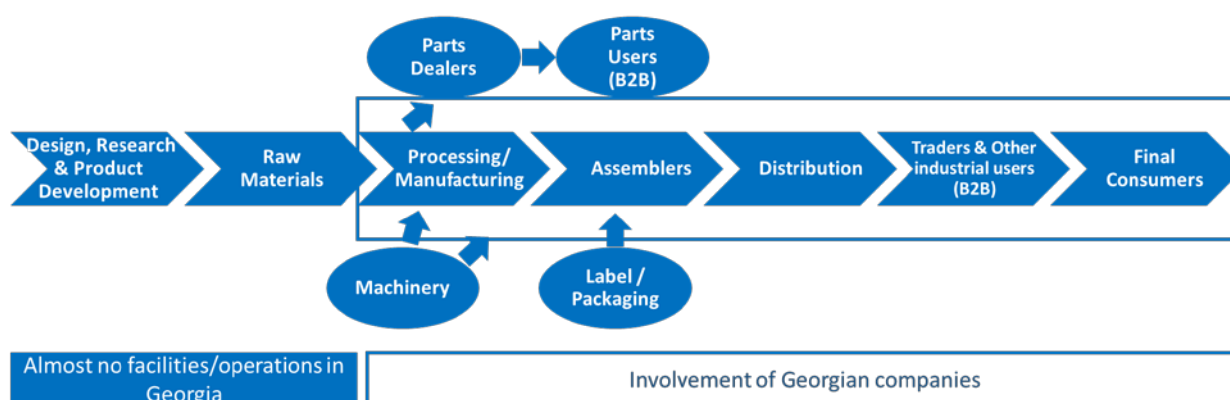 Parts
Dealers
Parts
Users
(B2B)
Design, Research
& Product
Development
Raw
Materials
Processing/
Manufacturing
Assemblers
Distribution
Traders & Other
industrial users
(B2B)
Final
Consumers
Machinery
Label /
Packaging
Almost no facilities/operations in
Georgia
Involvement of Georgian companies